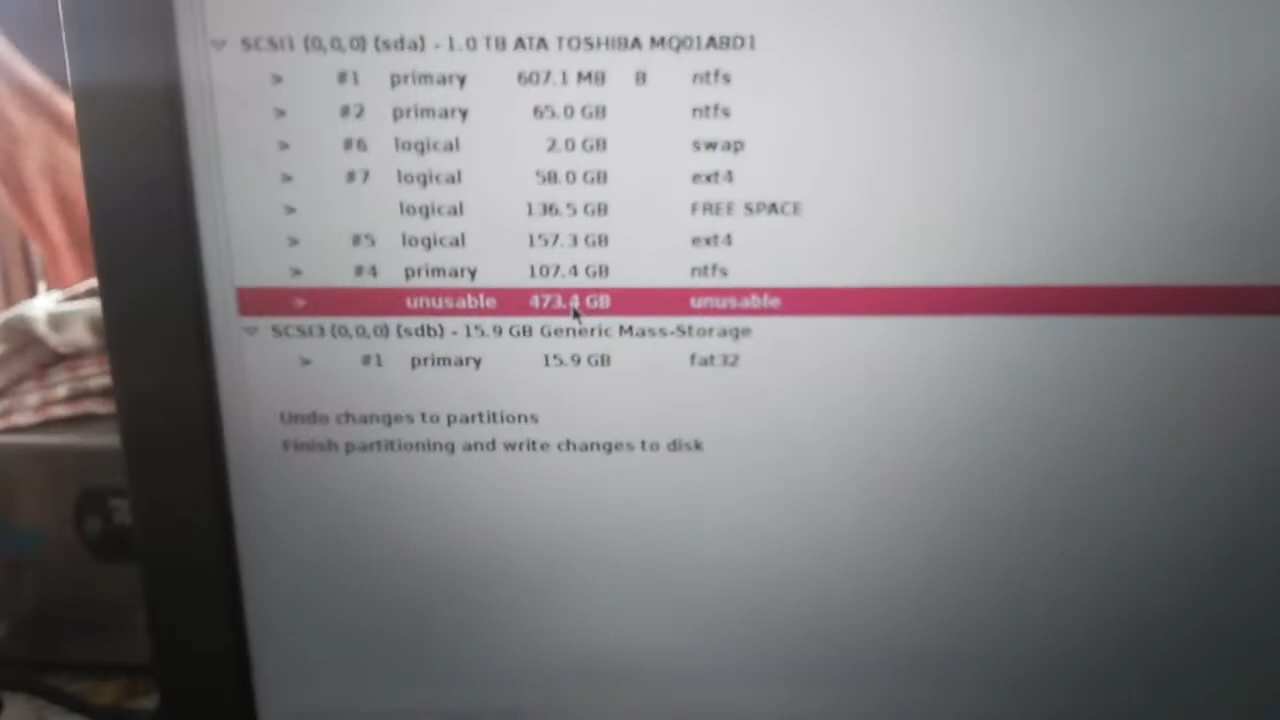 SCSI1 (0,0,0) (sda) - 1.0 TB ATA TOSHIBA MQ01ABD1
> #1 primary 607.1 MB B ntfs
> #2 primary 65.0 GB ntfs
> #6 logical 2.0 GB swap
> #7 logical 58.0 GB ext4
> logical 136.5 GB FREE SPACE
> #5 logical 157.3 GB ext4
> #4 primary 107.4 GB ntfs
> unusable 473.4 GB unusable
SCSI3 (0,0,0) (sdb) - 15.9 GB Generic Mass-Storage
> #1 primary 15.9 GB fat32
Undo changes to partitions
Finish partitioning and write changes to disk